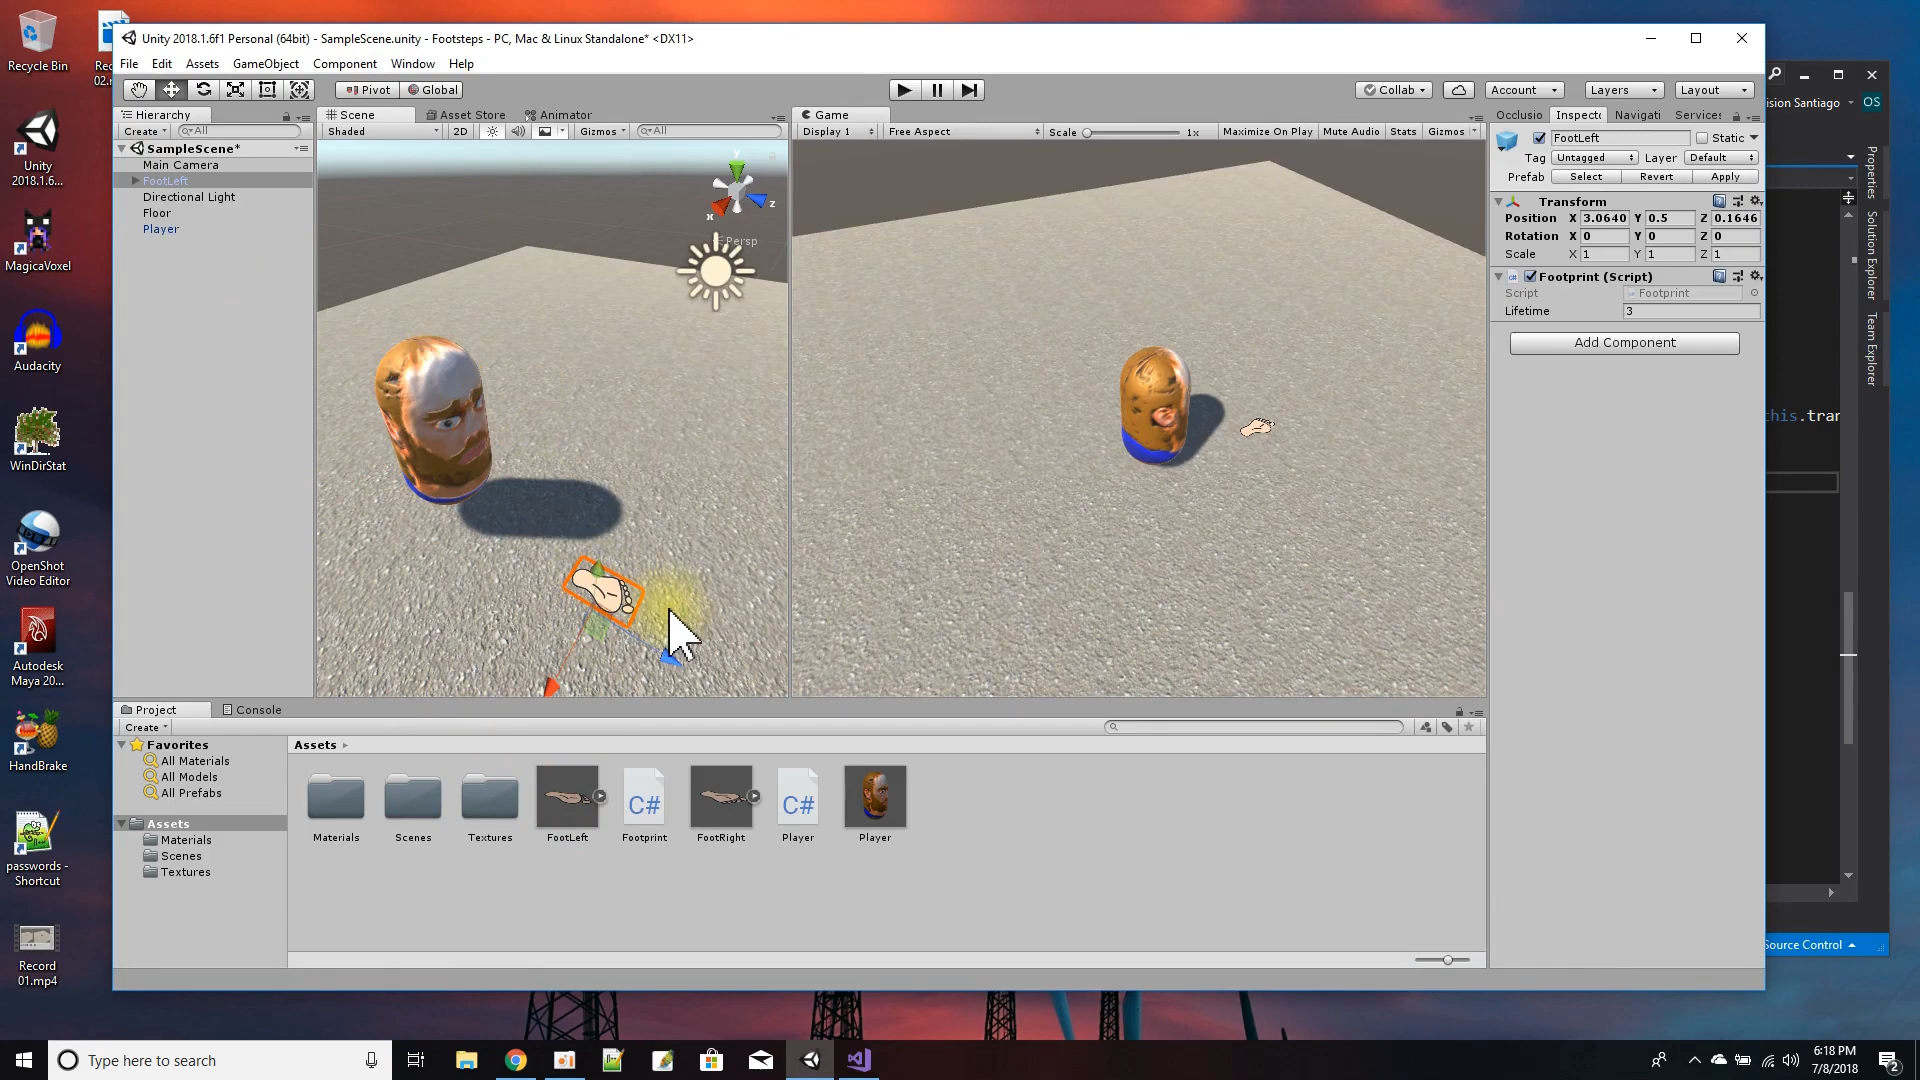 Recycle Bin
Unity 2018.1.6f1 Personal (64bit) - SampleScene.unity - Footsteps - PC, Mac & Linux Standalone* <DX11>
File Edit Assets GameObject Component Window Help
Pivot Global
Collab Account Layers Layout
Hierarchy
Create All
SampleScene*
Main Camera
FootLeft
Directional Light
Floor
Player
Scene Asset Store Animator
Shaded 2D Gizmos All
y
x
z
Persp
Game
Display 1 Free Aspect Scale 1x Maximize On Play Mute Audio Stats Gizmos
Occlusio Inspecto Navigati Services
FootLeft Static
Tag Untagged Layer Default
Prefab Select Revert Apply
Transform
Position X 3.0640 Y 0.5 Z 0.1646
Rotation X 0 Y 0 Z 0
Scale X 1 Y 1 Z 1
Footprint (Script)
Script Footprint
Lifetime 3
Add Component
ision Santiago OS
Properties
Solution Explorer
Team Explorer
this.tran
Source Control
Project Console
Create
Favorites
All Materials
All Models
All Prefabs
Assets
Materials
Scenes
Textures
Assets
Materials
Scenes
Textures
FootLeft
C#
Footprint
FootRight
C#
Player
Player
Unity
2018.1.6...
MagicaVoxel
Audacity
WinDirStat
OpenShot
Video Editor
Autodesk
Maya 20...
HandBrake
passwords -
Shortcut
Record
01.mp4
Rec
02.m
Type here to search
6:18 PM
7/8/2018
2